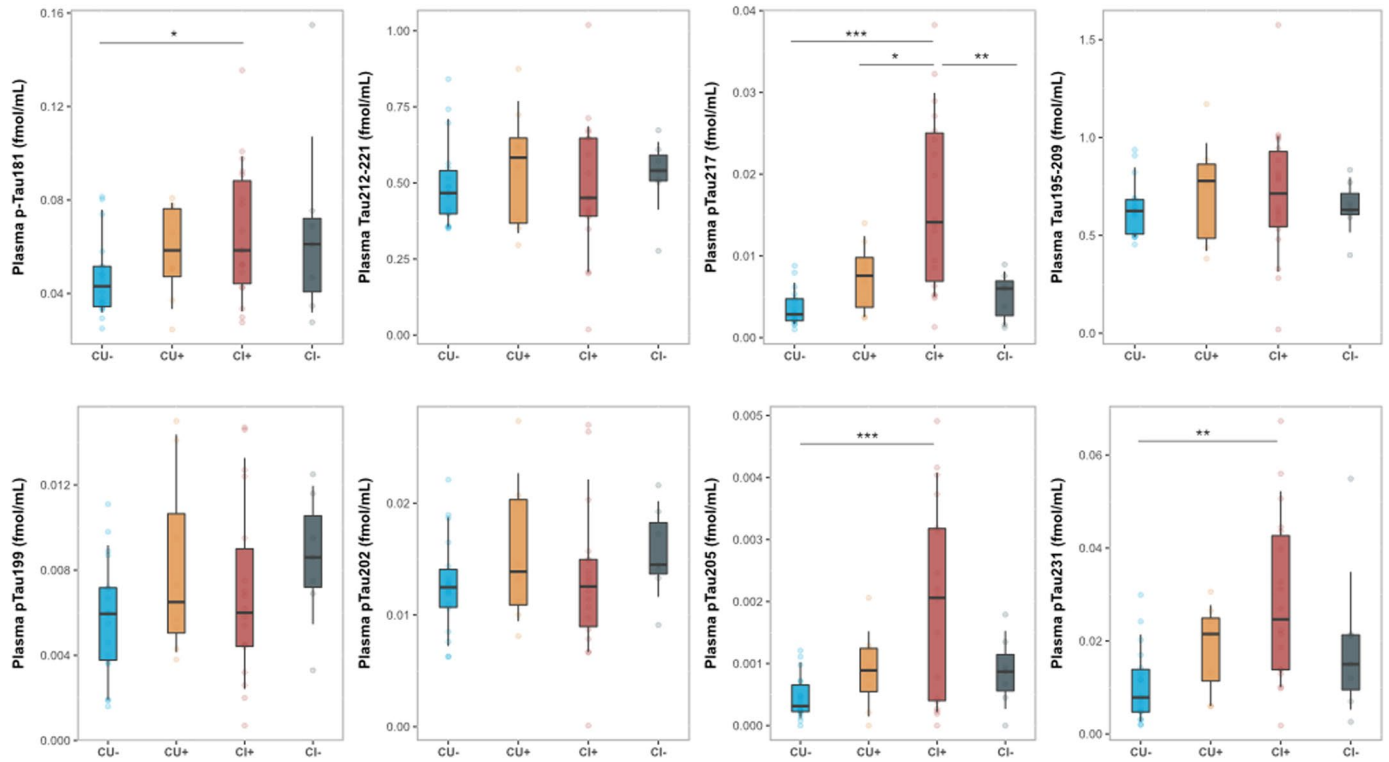 Plasma p-Tau181 (fmol/mL)
0.16
0.12
0.08
0.04
*
CU- CU+ CI+ CI-
Plasma Tau212-221 (fmol/mL)
1.00
0.75
0.50
0.25
0.00
CU- CU+ CI+ CI-
Plasma pTau217 (fmol/mL)
0.04
0.03
0.02
0.01
0.00
***
* **
CU- CU+ CI+ CI-
Plasma Tau195-209 (fmol/mL)
1.5
1.0
0.5
0.0
CU- CU+ CI+ CI-
Plasma pTau199 (fmol/mL)
0.012
0.008
0.004
0.000
CU- CU+ CI+ CI-
Plasma pTau202 (fmol/mL)
0.02
0.01
0.00
CU- CU+ CI+ CI-
Plasma pTau205 (fmol/mL)
0.005
0.004
0.003
0.002
0.001
0.000
***
CU- CU+ CI+ CI-
Plasma pTau231 (fmol/mL)
0.06
0.04
0.02
0.00
**
CU- CU+ CI+ CI-